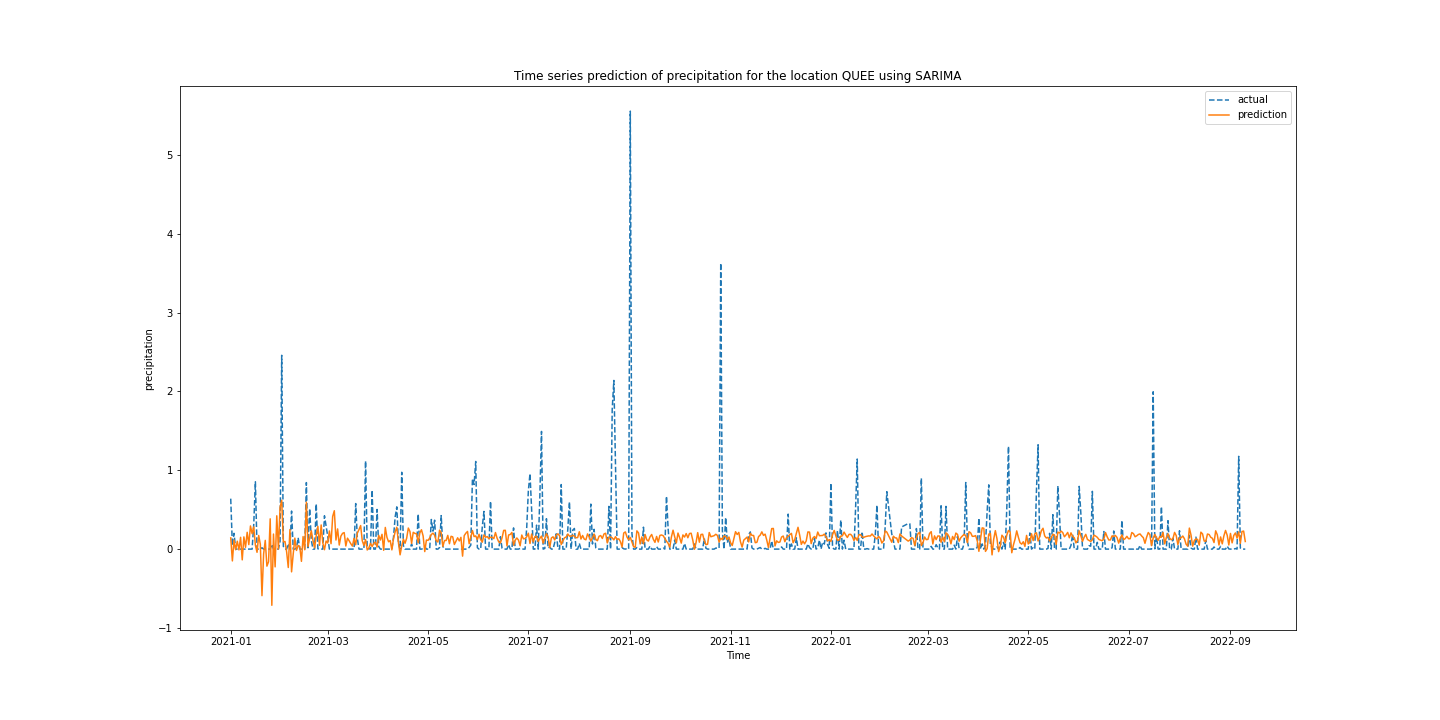 Time series prediction of precipitation for the location QUEE using SARIMA
actual
prediction
5
4
3
2
1
0
−1
precipitation
2021-01 2021-03 2021-05 2021-07 2021-09 2021-11 2022-01 2022-03 2022-05 2022-07 2022-09
Time